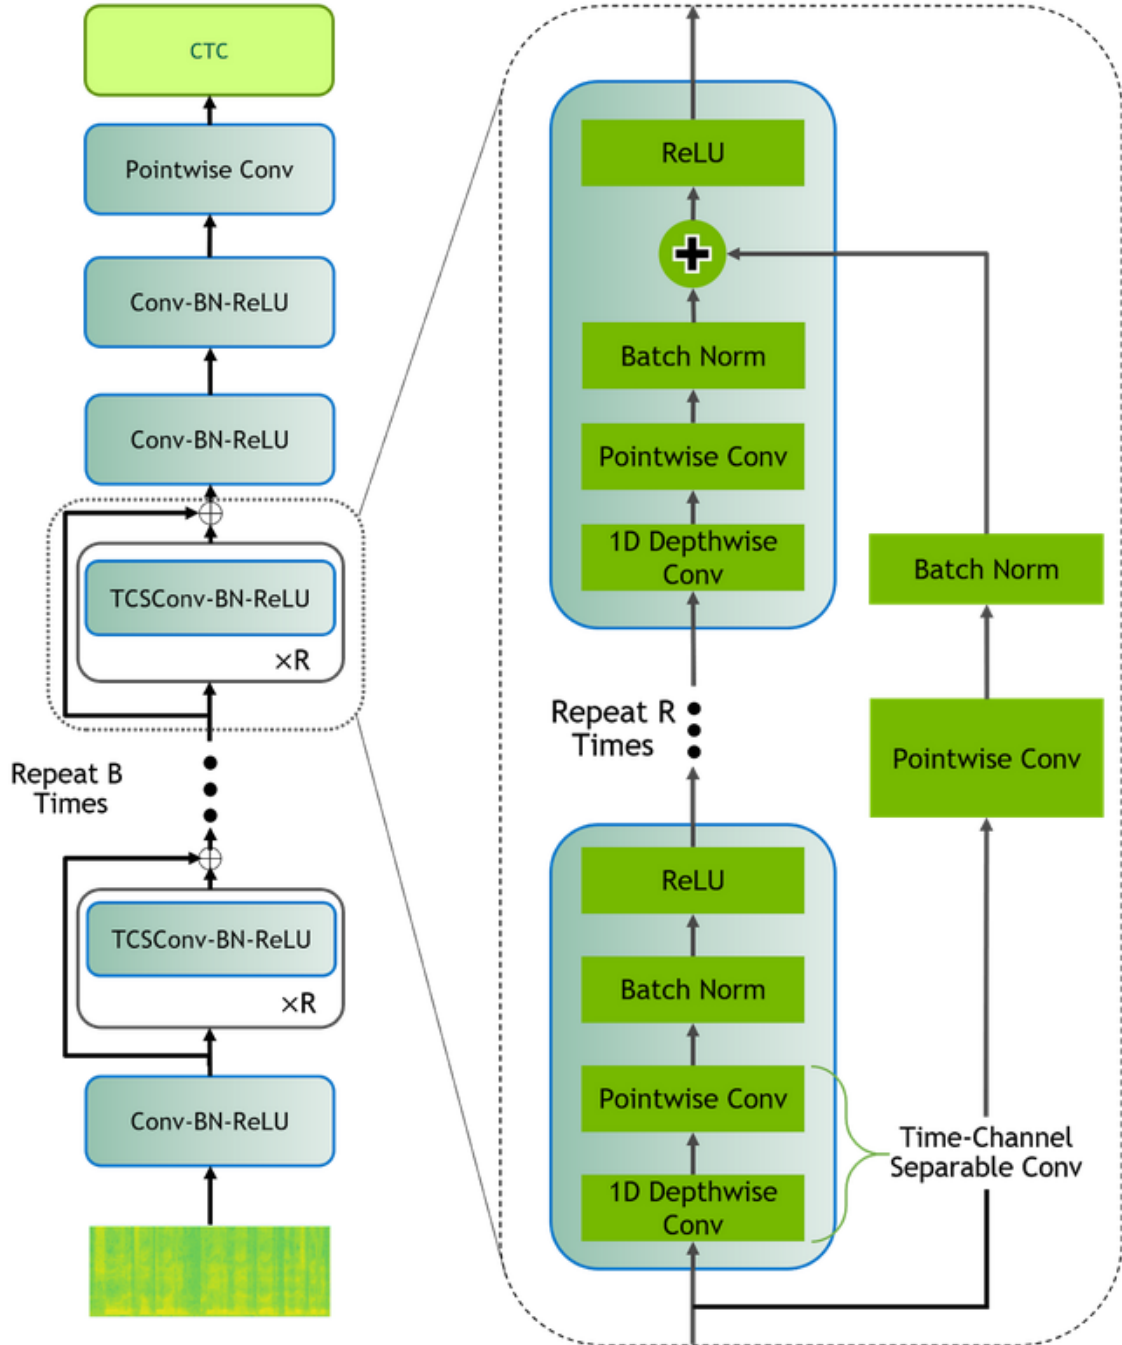 CTC
Pointwise Conv
Conv-BN-ReLU
Conv-BN-ReLU
TCSConv-BN-ReLU
×R
Repeat B
Times
TCSConv-BN-ReLU
×R
Conv-BN-ReLU
ReLU
Batch Norm
Pointwise Conv
1D Depthwise
Conv
Repeat R
Times
ReLU
Batch Norm
Pointwise Conv
1D Depthwise
Conv
Batch Norm
Pointwise Conv
Time-Channel
Separable Conv